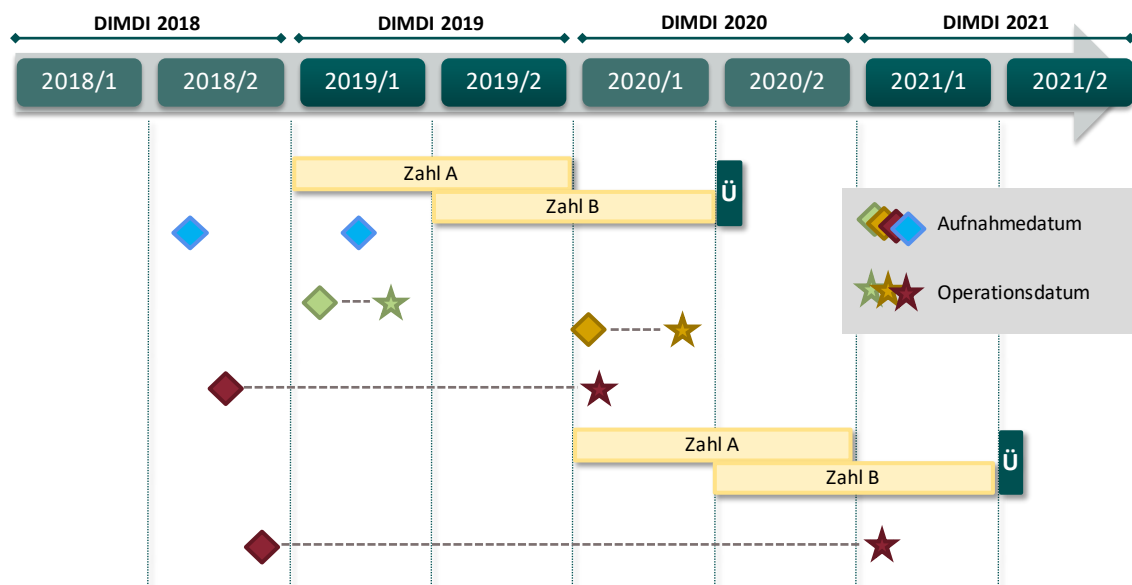 DIMDI 2018 DIMDI 2019 DIMDI 2020 DIMDI 2021
2018/1 2018/2 2019/1 2019/2 2020/1 2020/2 2021/1 2021/2
Zahl A
Zahl B
Ü
Aufnahmedatum
Operationsdatum
Zahl A
Zahl B
Ü